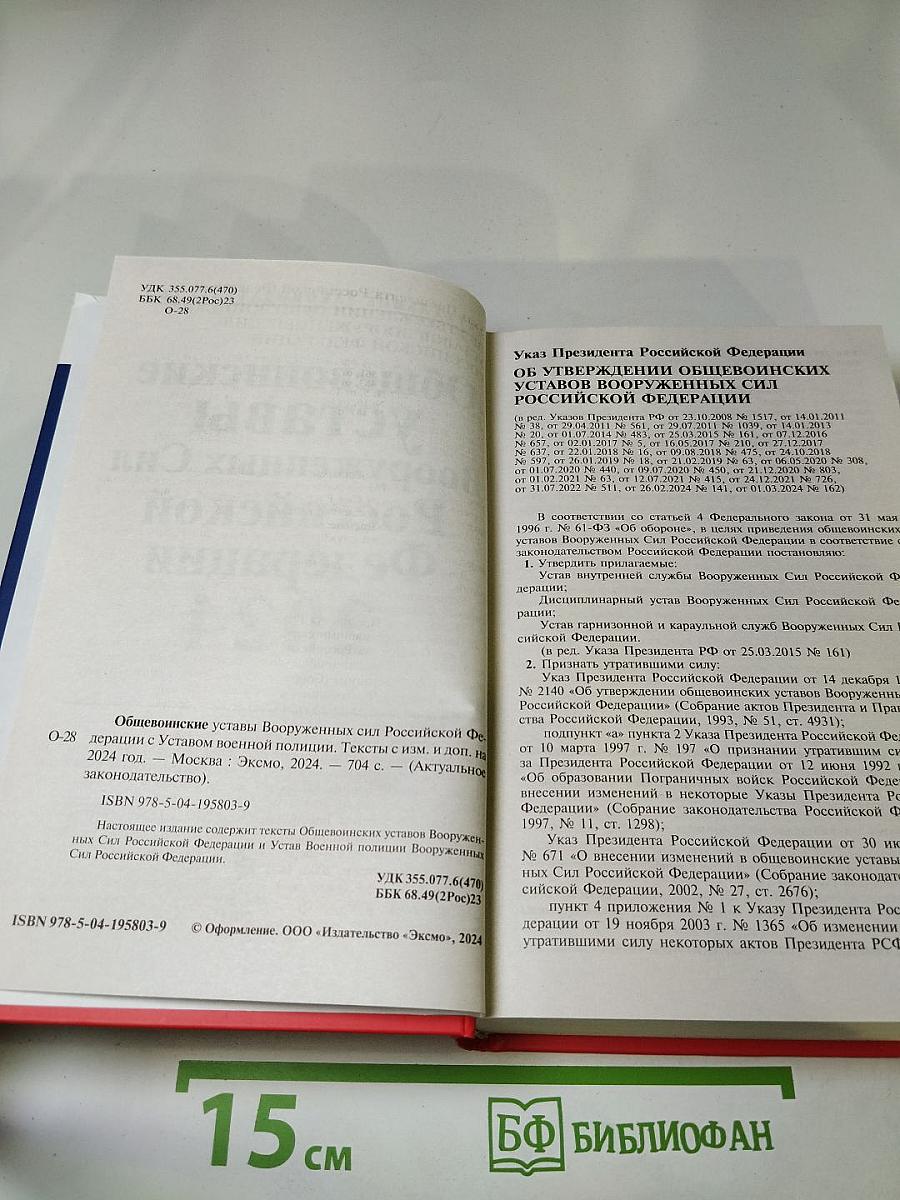 УДК 355.077.6(470)
ББК 68.49(2Рос)23
О-28
Общевоинские уставы Вооруженных сил Российской Фе-
О-28 дерации с Уставом военной полиции. Тексты с изм. и доп. на
2024 год. — Москва : Эксмо, 2024. — 704 с. — (Актуальное
законодательство).
ISBN 978-5-04-195803-9
Настоящее издание содержит тексты Общевоинских уставов Вооружен-
ных Сил Российской Федерации и Устав Военной полиции Вооруженных
Сил Российской Федерации.
УДК 355.077.6(470)
ББК 68.49(2Рос)23
ISBN 978-5-04-195803-9 © Оформление. ООО «Издательство «Эксмо», 2024
Указ Президента Российской Федерации
ОБ УТВЕРЖДЕНИИ ОБЩЕВОИНСКИХ
УСТАВОВ ВООРУЖЕННЫХ СИЛ
РОССИЙСКОЙ ФЕДЕРАЦИИ
(в ред. Указов Президента РФ от 23.10.2008 № 1517, от 14.01.2011
№ 38, от 29.04.2011 № 561, от 29.07.2011 № 1039, от 14.01.2013
№ 20, от 01.07.2014 № 483, от 25.03.2015 № 161, от 07.12.2016
№ 657, от 02.01.2017 № 5, от 16.05.2017 № 210, от 27.12.2017
№ 637, от 22.01.2018 № 16, от 09.08.2018 № 475, от 24.10.2018
№ 597, от 26.01.2019 № 18, от 21.02.2019 № 63, от 06.05.2020 № 308,
от 01.07.2020 № 440, от 09.07.2020 № 450, от 21.12.2020 № 803,
от 01.02.2021 № 63, от 12.07.2021 № 415, от 24.12.2021 № 726,
от 31.07.2022 № 511, от 26.02.2024 № 141, от 01.03.2024 № 162)
В соответствии со статьей 4 Федерального закона от 31 мая
1996 г. № 61-ФЗ «Об обороне», в целях приведения общевоинских
уставов Вооруженных Сил Российской Федерации в соответствие с
законодательством Российской Федерации постановляю:
1. Утвердить прилагаемые:
Устав внутренней службы Вооруженных Сил Российской Ф
дерации;
Дисциплинарный устав Вооруженных Сил Российской Фе
рации;
Устав гарнизонной и караульной служб Вооруженных Сил
сийской Федерации.
(в ред. Указа Президента РФ от 25.03.2015 № 161)
2. Признать утратившими силу:
Указ Президента Российской Федерации от 14 декабря 1
№ 2140 «Об утверждении общевоинских уставов Вооруженны
Российской Федерации» (Собрание актов Президента и Прав
ства Российской Федерации, 1993, № 51, ст. 4931);
подпункт «а» пункта 2 Указа Президента Российской Фед
от 10 марта 1997 г. № 197 «О признании утратившим си
за Президента Российской Федерации от 12 июня 1992
«Об образовании Пограничных войск Российской Феде
внесении изменений в некоторые Указы Президента Рос
Федерации» (Собрание законодательства Российской Ф
1997, № 11, ст. 1298);
Указ Президента Российской Федерации от 30 ию
№ 671 «О внесении изменений в общевоинские уставы
ных Сил Российской Федерации» (Собрание законодате
сийской Федерации, 2002, № 27, ст. 2676);
пункт 4 приложения № 1 к Указу Президента Рос
дерации от 19 ноября 2003 г. № 1365 «Об изменении
утратившими силу некоторых актов Президента РСФ
15 см
БФ БИБЛИОФАН